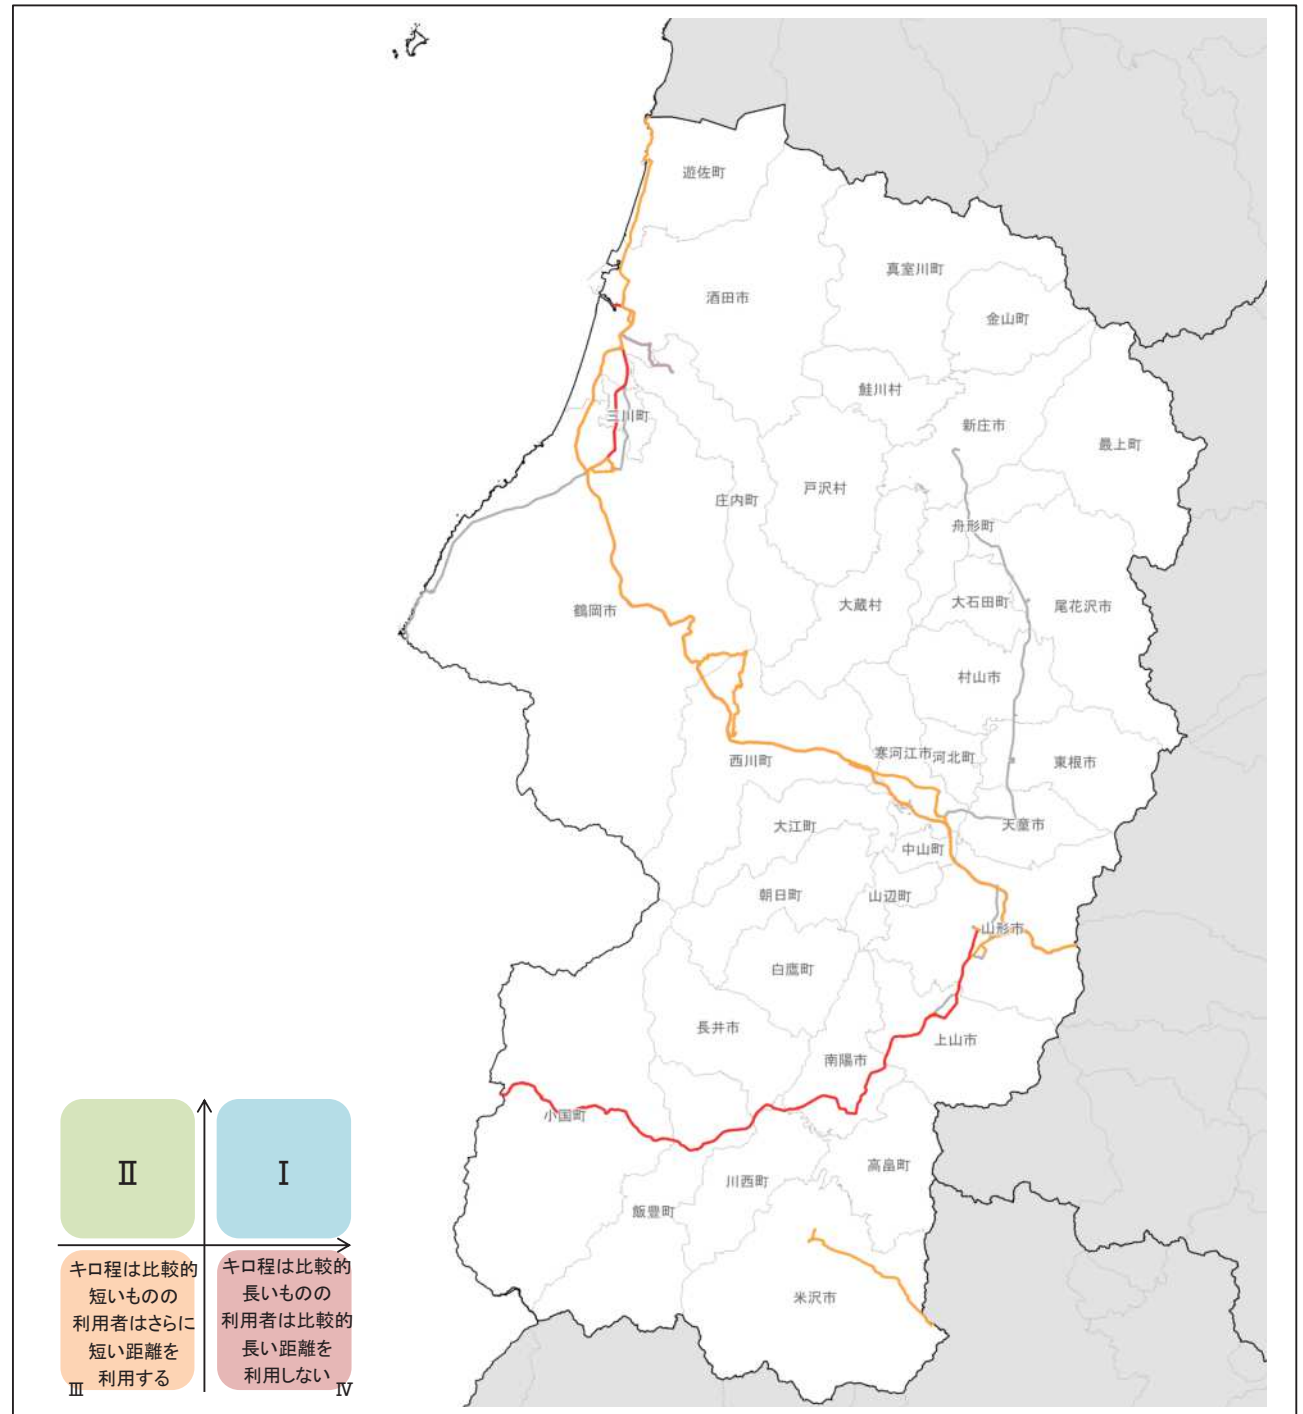 遊佐町
真室川町
酒田市
金山町
鮭川村
三川町
新庄市
最上町
戸沢村
庄内町
舟形町
鶴岡市
大蔵村
大石田町
尾花沢市
村山市
西川町
寒河江市
河北町
東根市
大江町
天童市
中山町
朝日町
山辺町
山形市
白鷹町
長井市
上山市
南陽市
小国町
高畠町
川西町
飯豊町
米沢市
Ⅱ
Ⅰ
キロ程は比較的
短いものの
利用者はさらに
短い距離を
利用する
Ⅲ
キロ程は比較的
長いものの
利用者は比較的
長い距離を
利用しない
Ⅳ